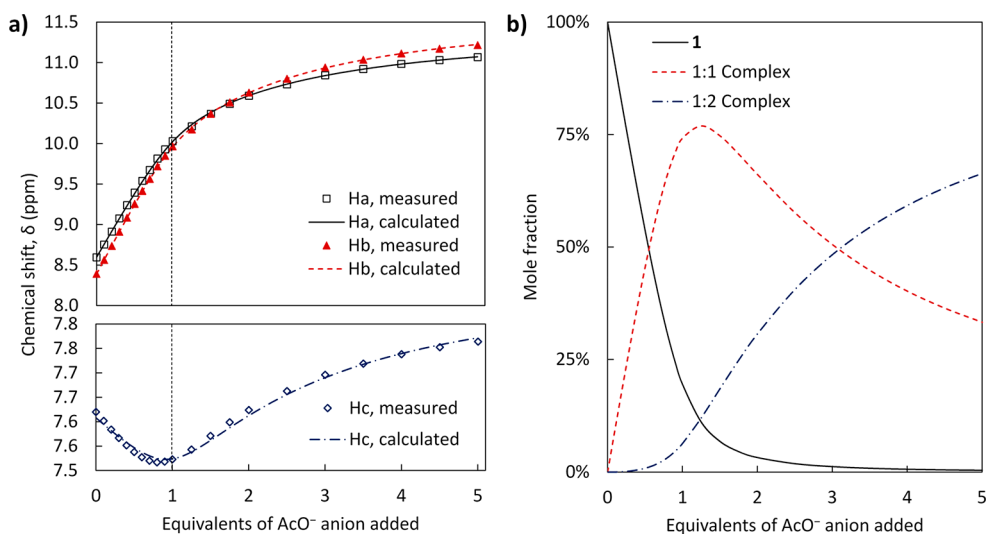 a)
Chemical shift, δ (ppm)
11.5
11.0
10.5
10.0
9.5
9.0
8.5
8.0
Ha, measured
Ha, calculated
Hb, measured
Hb, calculated
7.8
7.8
7.7
7.7
7.6
7.6
7.5
Hc, measured
Hc, calculated
0 1 2 3 4 5
Equivalents of AcO⁻ anion added
b)
Mole fraction
100%
75%
50%
25%
0%
1
1:1 Complex
1:2 Complex
0 1 2 3 4 5
Equivalents of AcO⁻ anion added